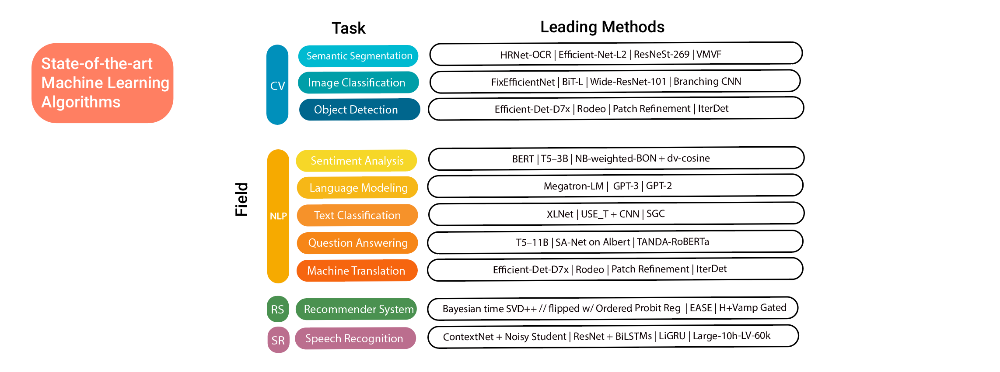 State-of-the-art
Machine Learning
Algorithms
Task
Leading Methods
Field
CV
Semantic Segmentation
HRNet-OCR | Efficient-Net-L2 | ResNeSt-269 | VMVF
Image Classification
FixEfficientNet | BiT-L | Wide-ResNet-101 | Branching CNN
Object Detection
Efficient-Det-D7x | Rodeo | Patch Refinement | IterDet
NLP
Sentiment Analysis
BERT | T5–3B | NB-weighted-BON + dv-cosine
Language Modeling
Megatron-LM | GPT-3 | GPT-2
Text Classification
XLNet | USE_T + CNN | SGC
Question Answering
T5–11B | SA-Net on Albert | TANDA-RoBERTa
Machine Translation
Efficient-Det-D7x | Rodeo | Patch Refinement | IterDet
RS
Recommender System
Bayesian time SVD++ // flipped w/ Ordered Probit Reg | EASE | H+Vamp Gated
SR
Speech Recognition
ContextNet + Noisy Student | ResNet + BiLSTMs | LiGRU | Large-10h-LV-60k